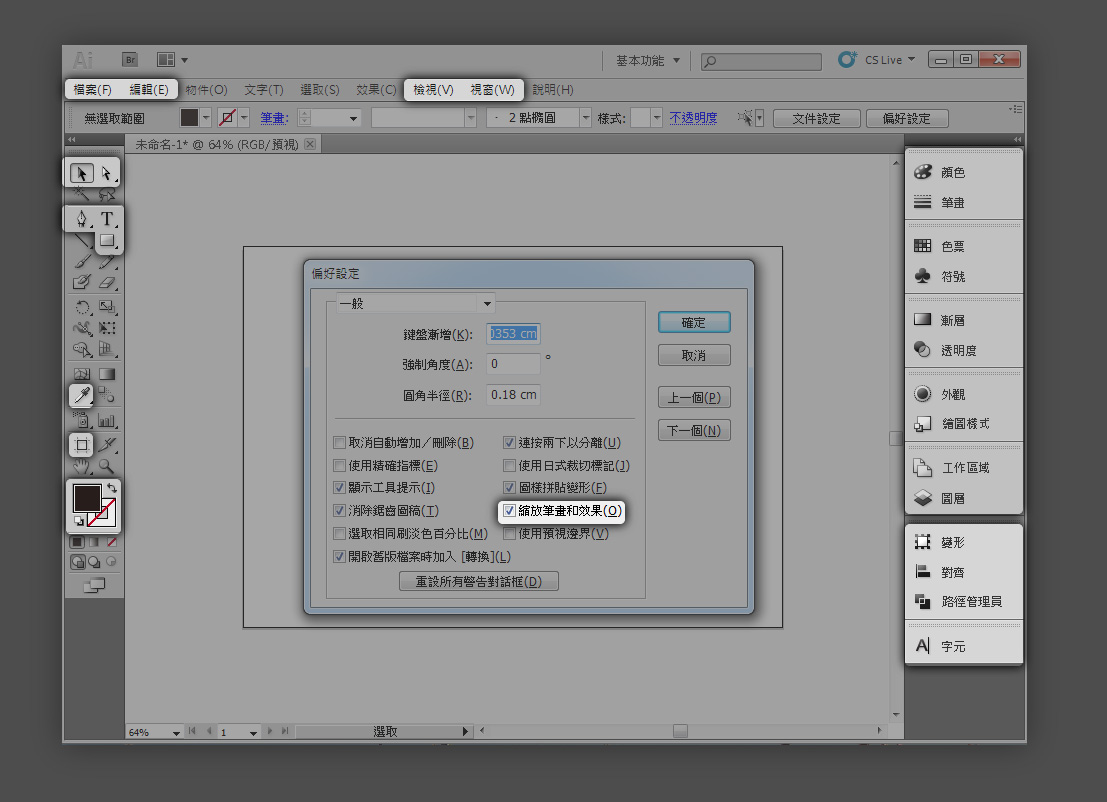 Ai Br 基本功能 CS Live
檔案(F) 編輯(E) 物件(O) 文字(T) 選取(S) 效果(C) 檢視(V) 視窗(W) 說明(H)
無選取範圍 筆畫: 2 點橢圓 樣式: 不透明度 文件設定 偏好設定
未命名-1* @ 64% (RGB/預視)
T
顏色
筆畫
色票
符號
漸層
透明度
外觀
繪圖樣式
工作區域
圖層
變形
對齊
路徑管理員
A 字元
偏好設定
一般
鍵盤漸增(K): 0353 cm
強制角度(A): 0 °
圓角半徑(R): 0.18 cm
確定
取消
上一個(P)
下一個(N)
取消自動增加／刪除(B) 連按兩下以分離(U)
使用精確指標(E) 使用日式裁切標記(J)
顯示工具提示(I) 圖樣拼貼變形(F)
消除鋸齒圖稿(T) 縮放筆畫和效果(O)
選取相同刷淡色百分比(M) 使用預視邊界(V)
開啟舊版檔案時加入 [轉換](L)
重設所有警告對話框(D)
64% 1 選取